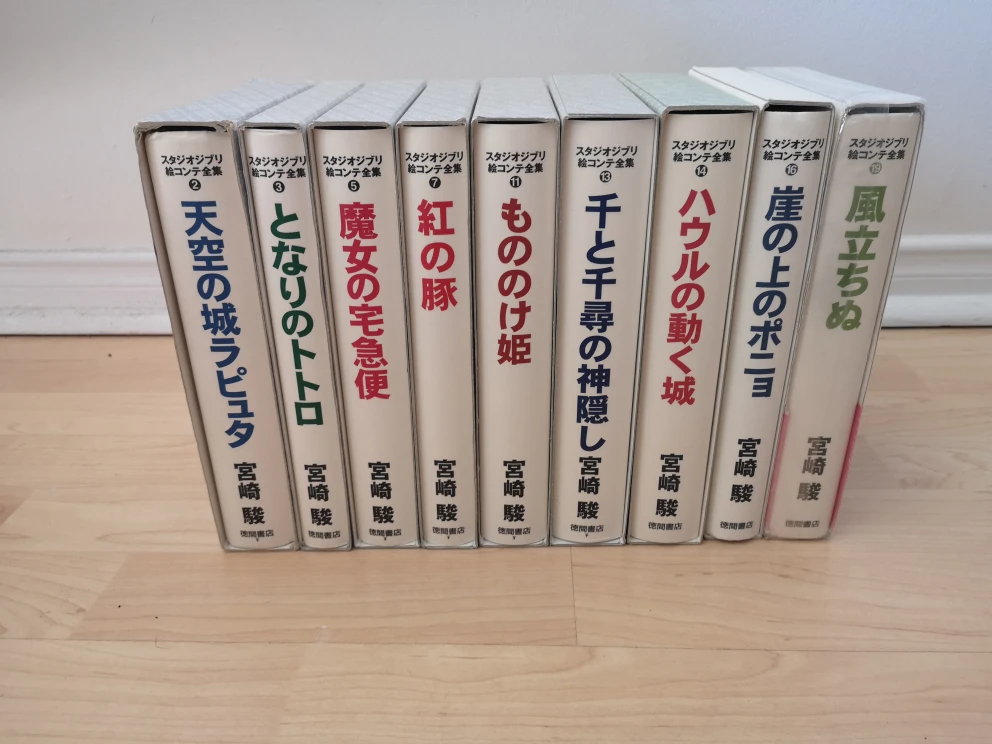 スタジオジブリ
絵コンテ全集
2
天空の城ラピュタ
宮崎 駿
徳間書店
スタジオジブリ
絵コンテ全集
3
となりのトトロ
宮崎 駿
徳間書店
スタジオジブリ
絵コンテ全集
5
魔女の宅急便
宮崎 駿
徳間書店
スタジオジブリ
絵コンテ全集
7
紅の豚
宮崎 駿
徳間書店
スタジオジブリ
絵コンテ全集
11
もののけ姫
宮崎 駿
徳間書店
スタジオジブリ
絵コンテ全集
13
千と千尋の神隠し
宮崎 駿
徳間書店
スタジオジブリ
絵コンテ全集
14
ハウルの動く城
宮崎 駿
徳間書店
スタジオジブリ
絵コンテ全集
16
崖の上のポニョ
宮崎 駿
徳間書店
スタジオジブリ
絵コンテ全集
19
風立ちぬ
宮崎 駿
徳間書店